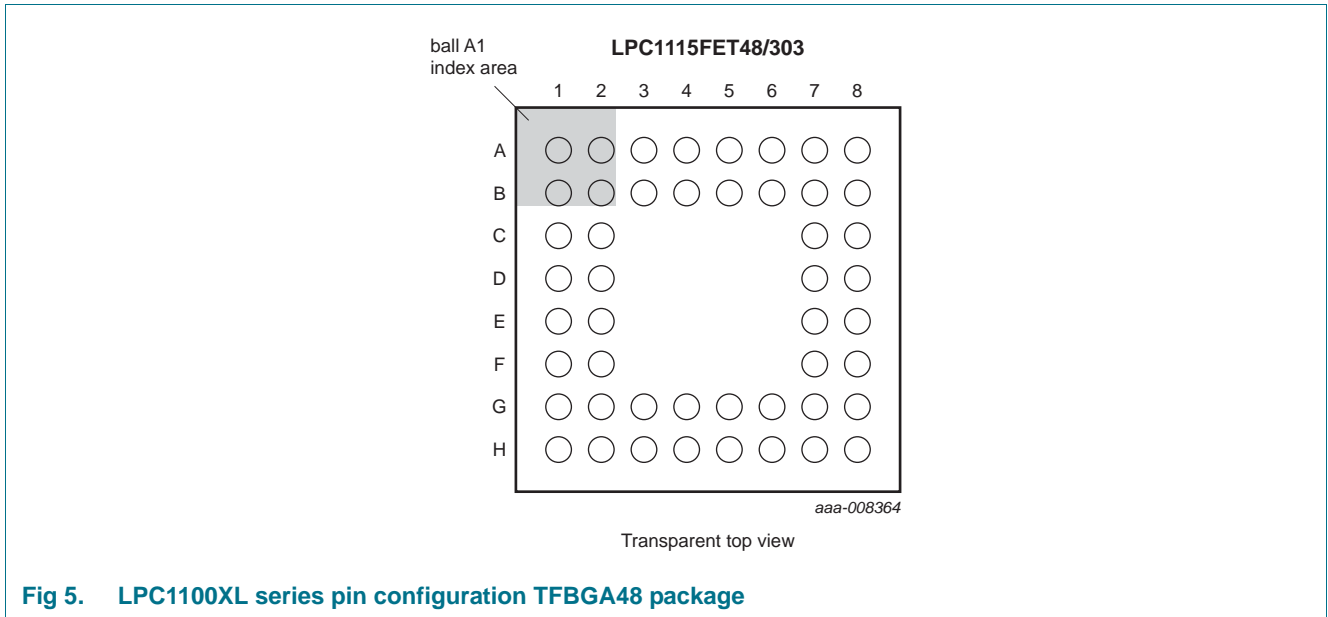 ball A1
index area
LPC1115FET48/303
1 2 3 4 5 6 7 8
A
B
C
D
E
F
G
H
aaa-008364
Transparent top view
Fig 5. LPC1100XL series pin configuration TFBGA48 package